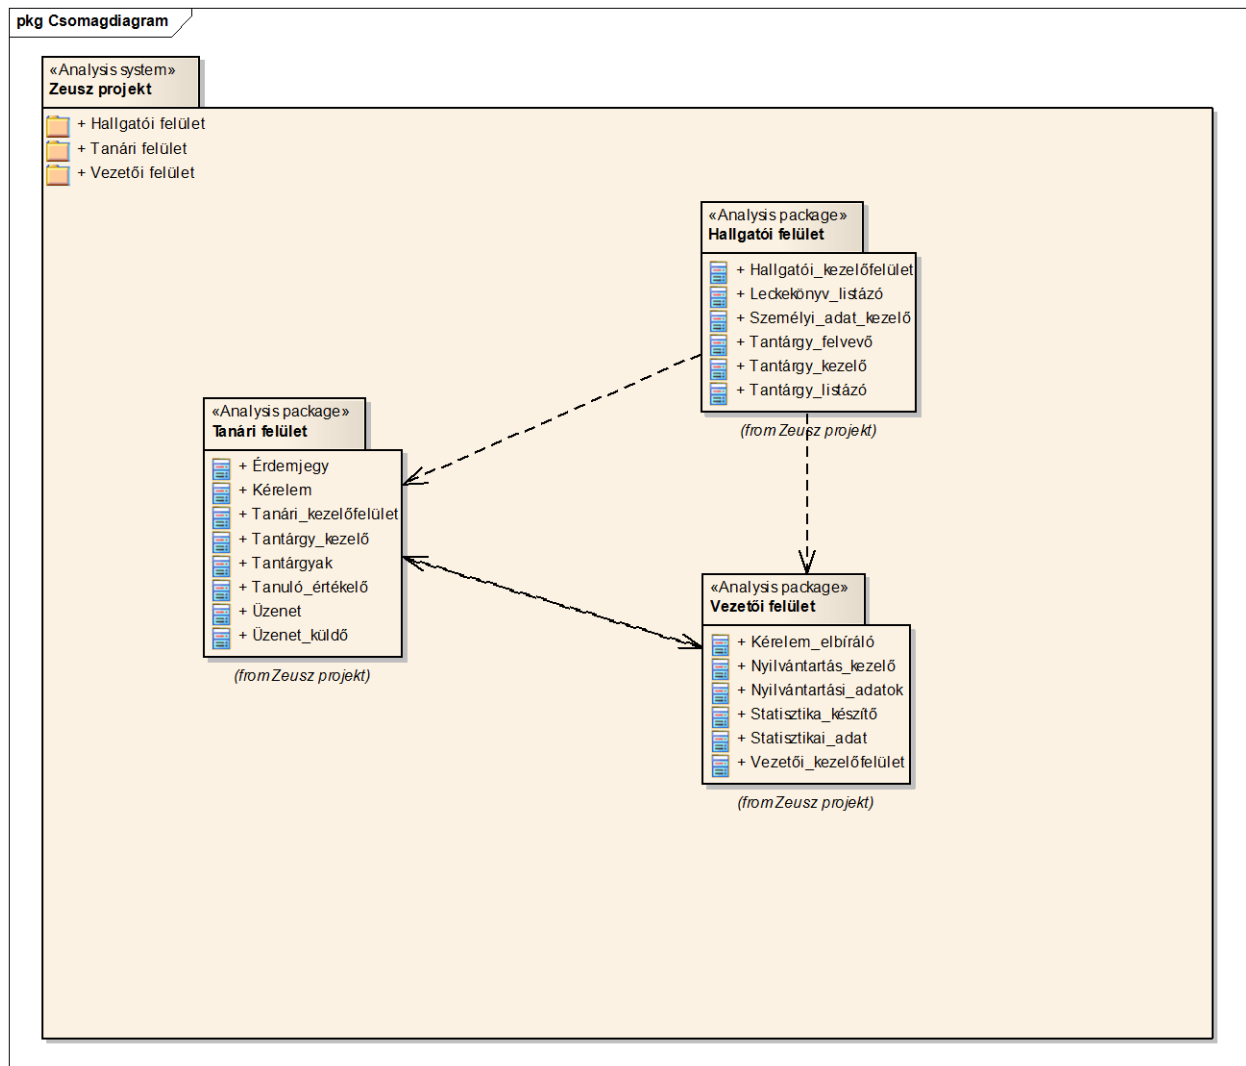 pkg Csomagdiagram
«Analysis system»
Zeusz projekt
+ Hallgatói felület
+ Tanári felület
+ Vezetői felület
«Analysis package»
Hallgatói felület
+ Hallgatói_kezelőfelület
+ Leckekönyv_listázó
+ Személyi_adat_kezelő
+ Tantárgy_felvevő
+ Tantárgy_kezelő
+ Tantárgy_listázó
(from Zeusz projekt)
«Analysis package»
Tanári felület
+ Érdemjegy
+ Kérelem
+ Tanári_kezelőfelület
+ Tantárgy_kezelő
+ Tantárgyak
+ Tanuló_értékelő
+ Üzenet
+ Üzenet_küldő
(from Zeusz projekt)
«Analysis package»
Vezetői felület
+ Kérelem_elbíráló
+ Nyilvántartás_kezelő
+ Nyilvántartási_adatok
+ Statisztika_készítő
+ Statisztikai_adat
+ Vezetői_kezelőfelület
(from Zeusz projekt)